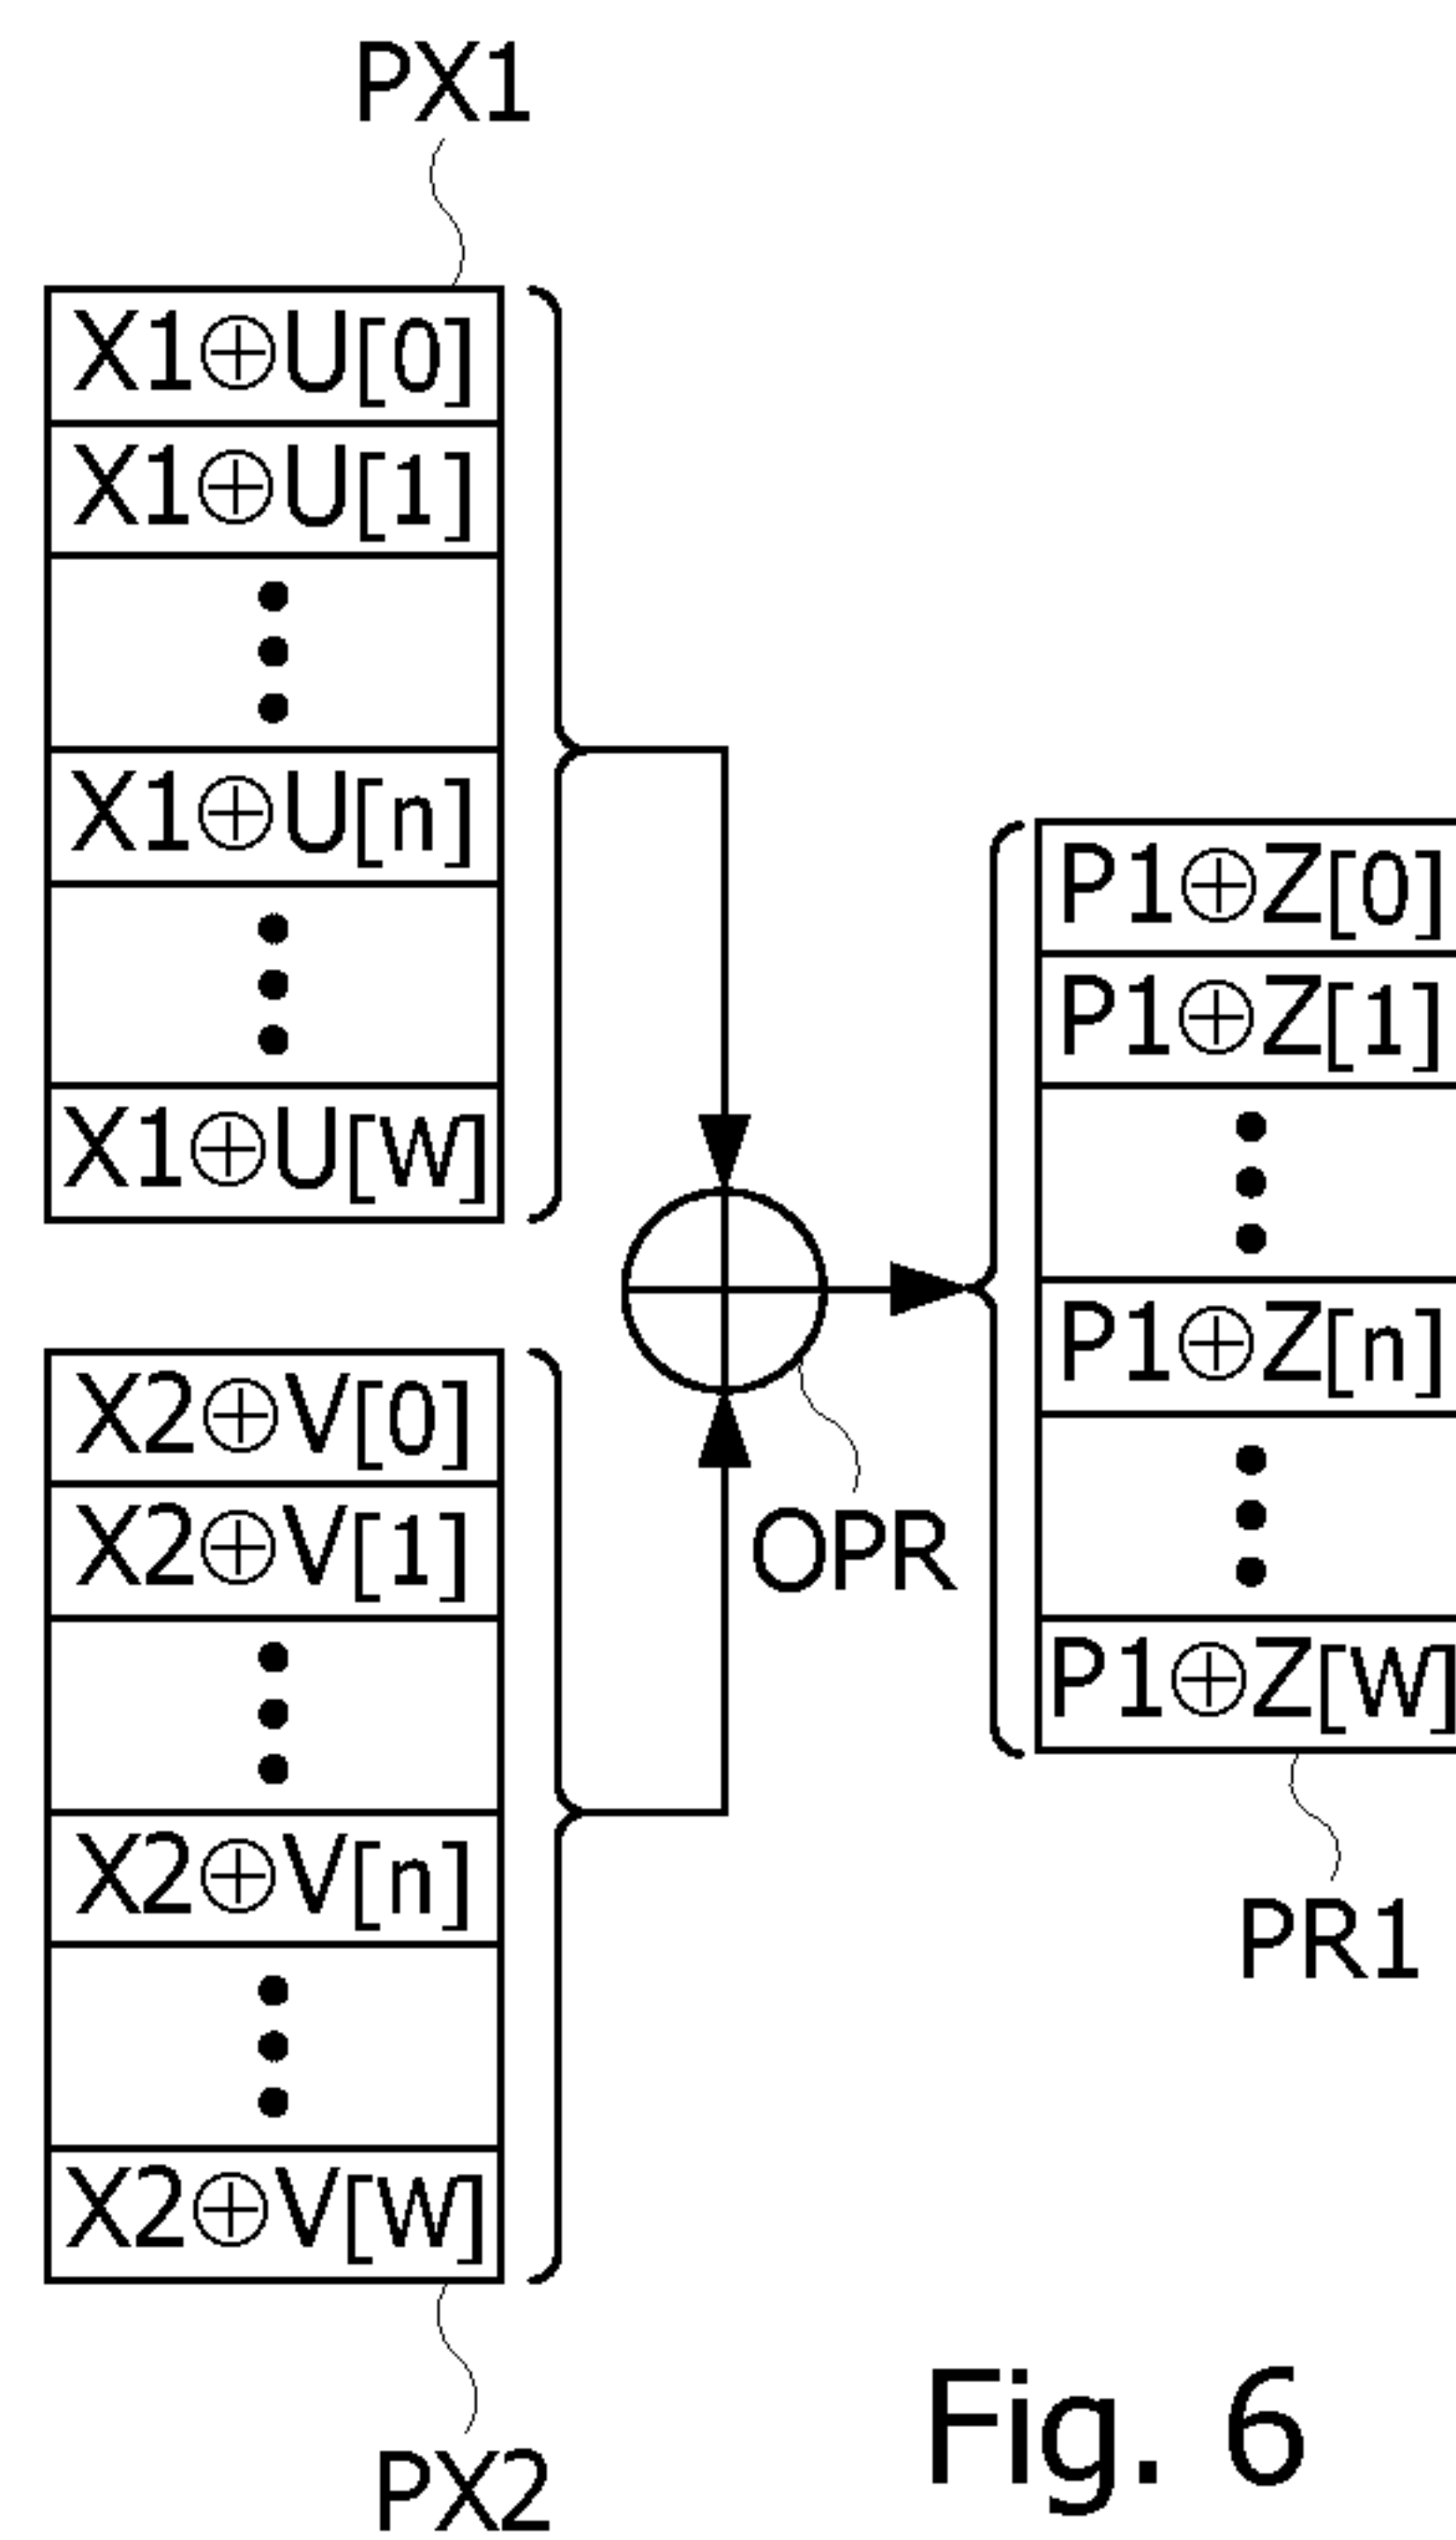 PX1
X1⊕U[0]
X1⊕U[1]
X1⊕U[n]
X1⊕U[W]
X2⊕V[0]
X2⊕V[1]
X2⊕V[n]
X2⊕V[W]
PX2
OPR
P1⊕Z[0]
P1⊕Z[1]
P1⊕Z[n]
P1⊕Z[W]
PR1
Fig. 6